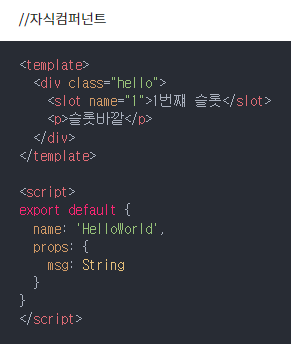 //자식컴퍼넌트
<template>
  <div class="hello">
    <slot name="1">1번째 슬롯</slot>
    <p>슬롯바깥</p>
  </div>
</template>

<script>
export default {
  name: 'HelloWorld',
  props: {
    msg: String
  }
}
</script>